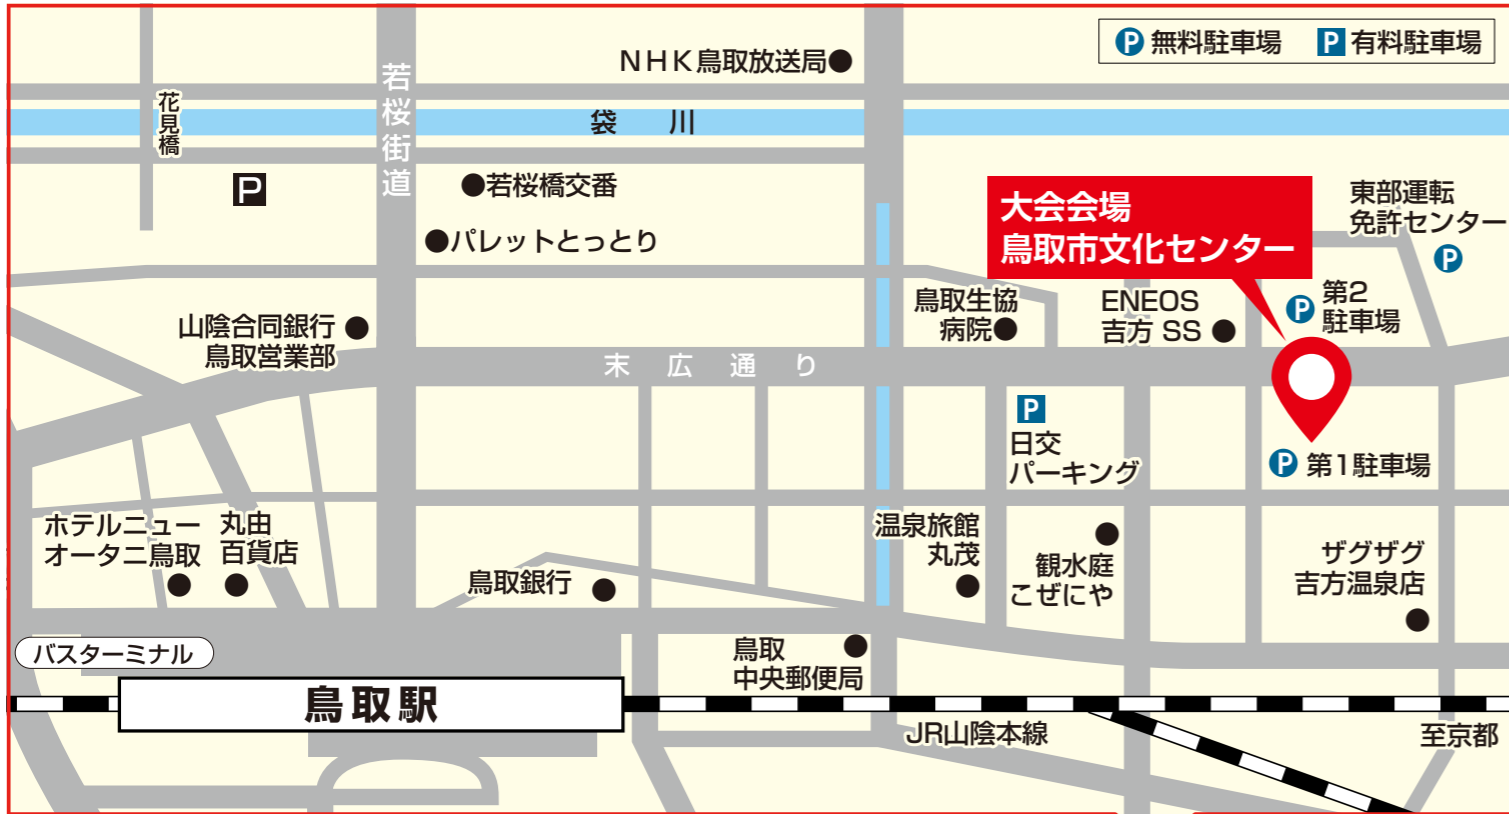 P 無料駐車場
P 有料駐車場
NHK鳥取放送局
花見橋
若桜街道
袋川
P
若桜橋交番
パレットとっとり
大会会場
鳥取市文化センター
東部運転
免許センター
P
山陰合同銀行
鳥取営業部
鳥取生協
病院
ENEOS
吉方 SS
P 第2
駐車場
末広通り
P
日交
パーキング
P 第1駐車場
ホテルニュー
オータニ鳥取
丸由
百貨店
鳥取銀行
温泉旅館
丸茂
観水庭
こぜにや
ザグザグ
吉方温泉店
バスターミナル
鳥取
中央郵便局
鳥取駅
JR山陰本線
至京都